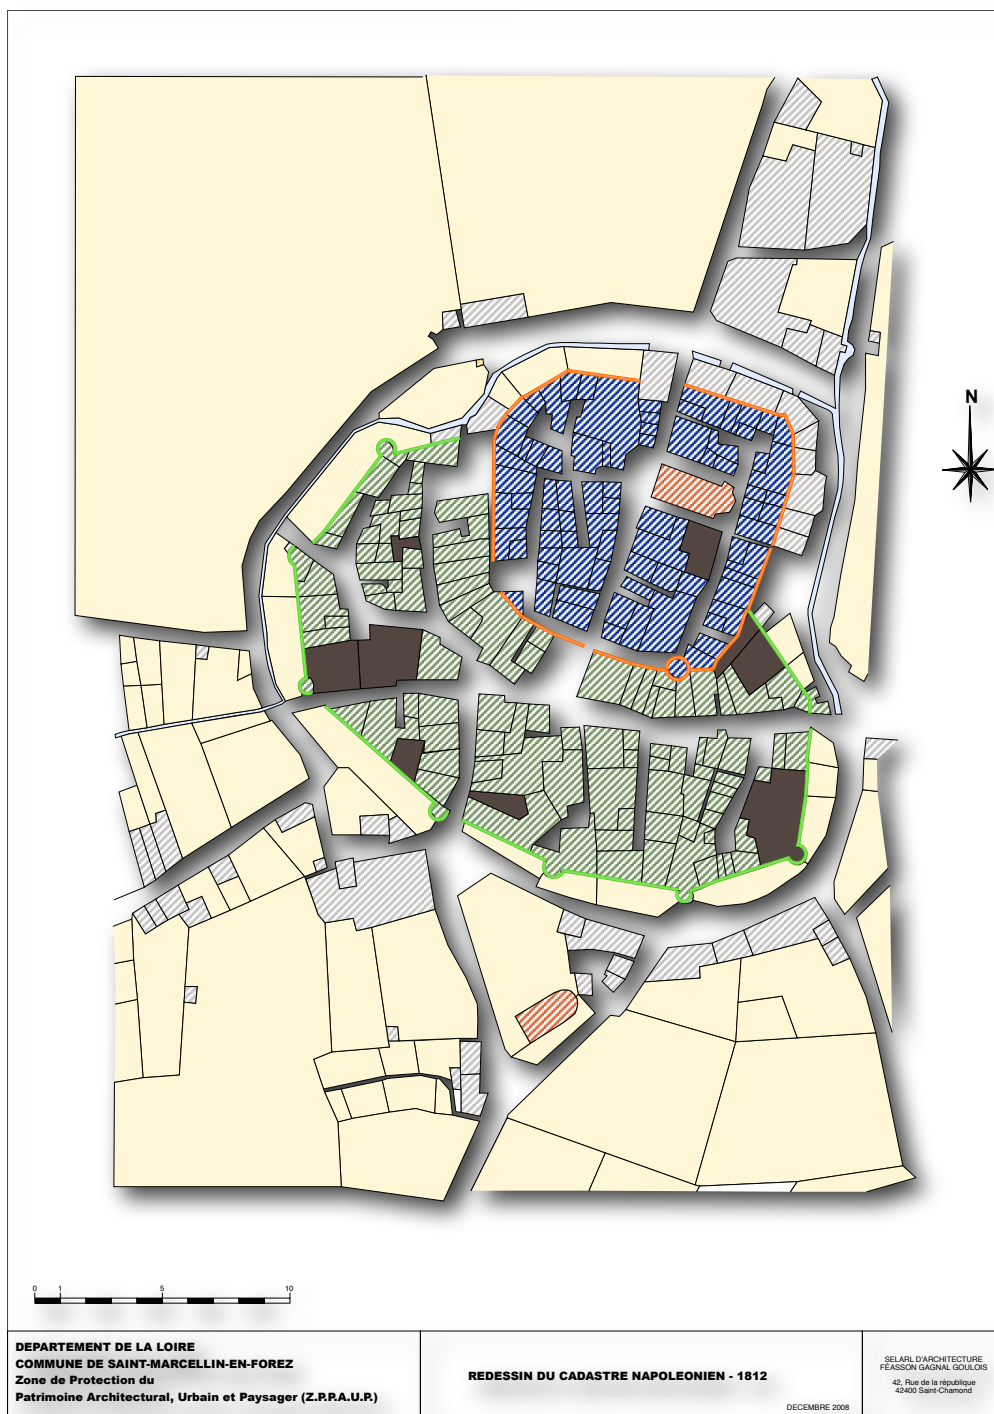 N
0 1 5 10
DEPARTEMENT DE LA LOIRE
COMMUNE DE SAINT-MARCELLIN-EN-FOREZ
Zone de Protection du
Patrimoine Architectural, Urbain et Paysager (Z.P.P.A.U.P.)
REDESSIN DU CADASTRE NAPOLEONIEN - 1812
DECEMBRE 2008
SELARL D'ARCHITECTURE
FEASSON GAGNAL GOULOIS
42, Rue de la république
42400 Saint-Chamond